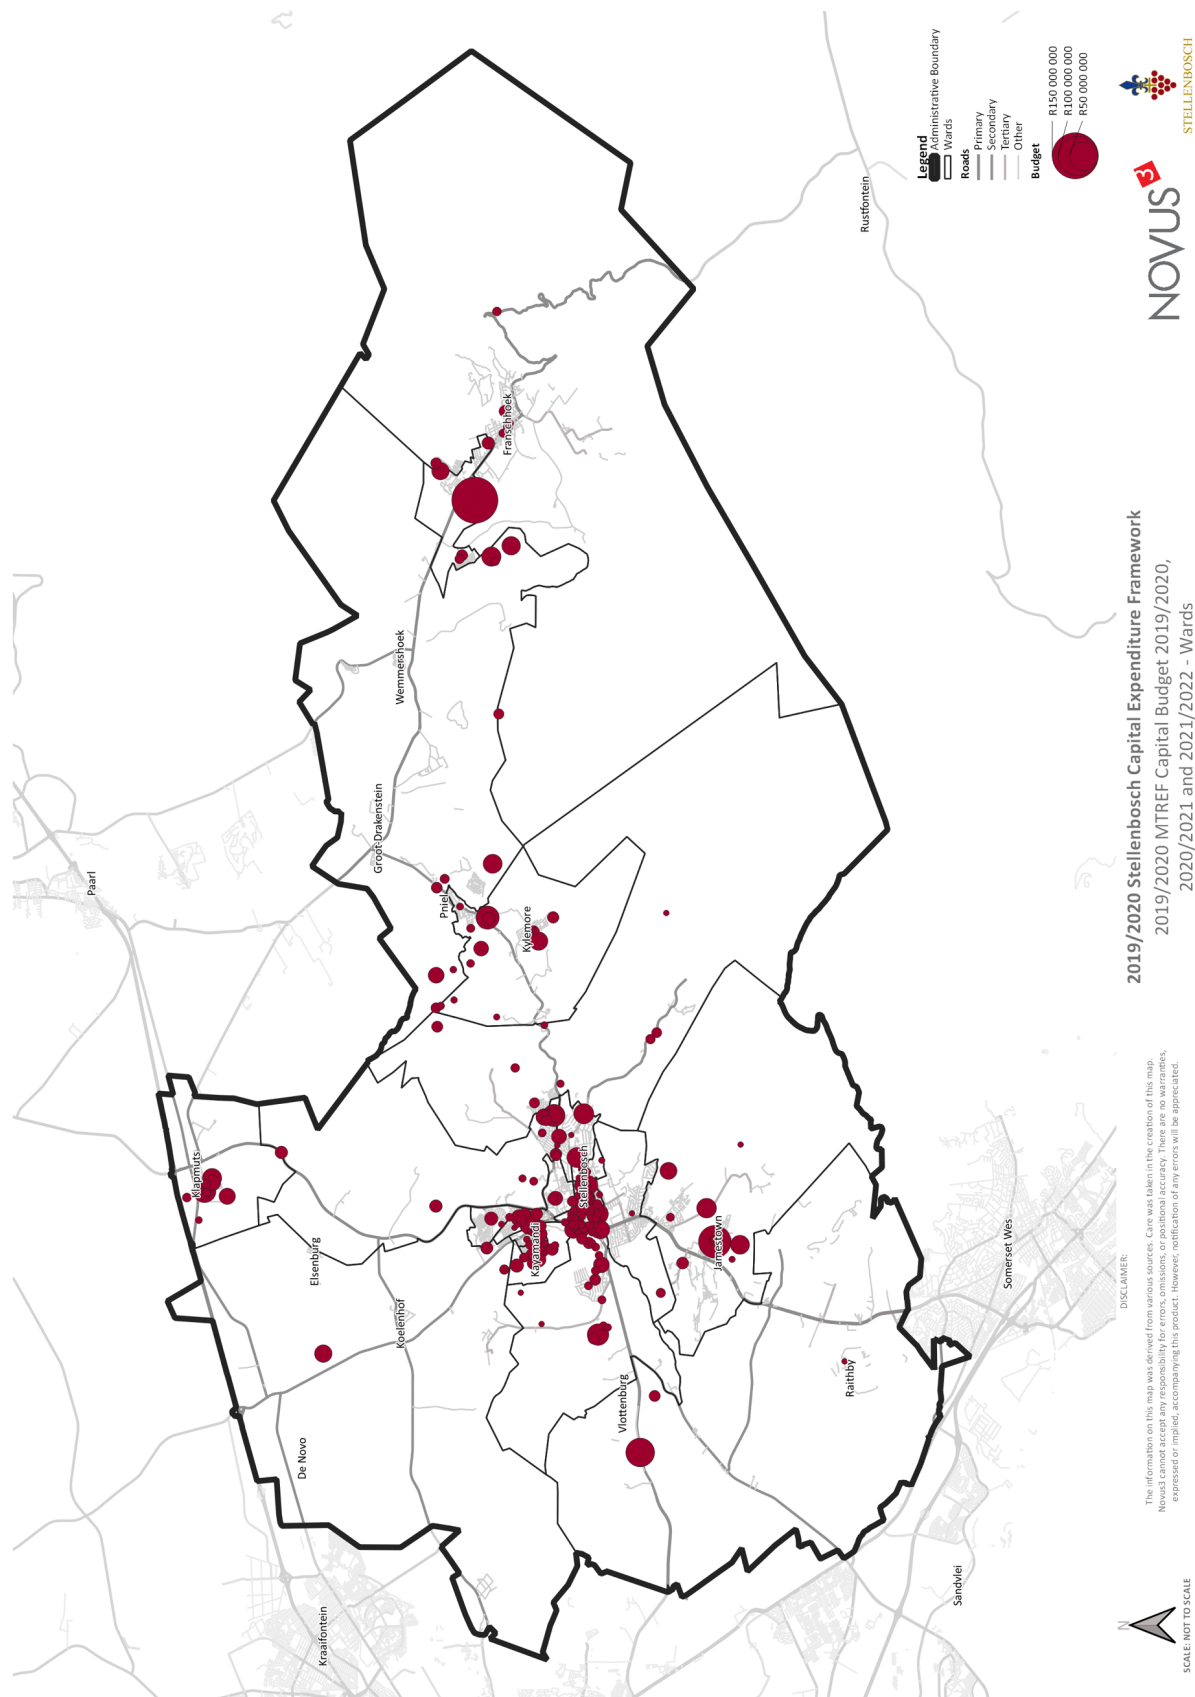 Paarl
Klapmuts
Groot-Drakenstein
Wemmershoek
Franschhoek
Pniel
Kylemore
Elsenburg
Koelenhof
De Novo
Kraaifontein
Kayamandi
Stellenbosch
Jamestown
Vlottenburg
Raithby
Somerset Wes
Sandvlei
Rustfontein
Legend
Administrative Boundary
Wards
Roads
Primary
Secondary
Tertiary
Other
Budget
R150 000 000
R100 000 000
R50 000 000
N
SCALE: NOT TO SCALE
DISCLAIMER:
The information on this map was derived from various sources. Care was taken in the creation of this map.
Novus3 cannot accept any responsibility for errors, omissions, or positional accuracy. There are no warranties,
expressed or implied, accompanying this product. However, notification of any errors will be appreciated.
2019/2020 Stellenbosch Capital Expenditure Framework
2019/2020 MTREF Capital Budget 2019/2020,
2020/2021 and 2021/2022 - Wards
NOVUS3
STELLENBOSCH